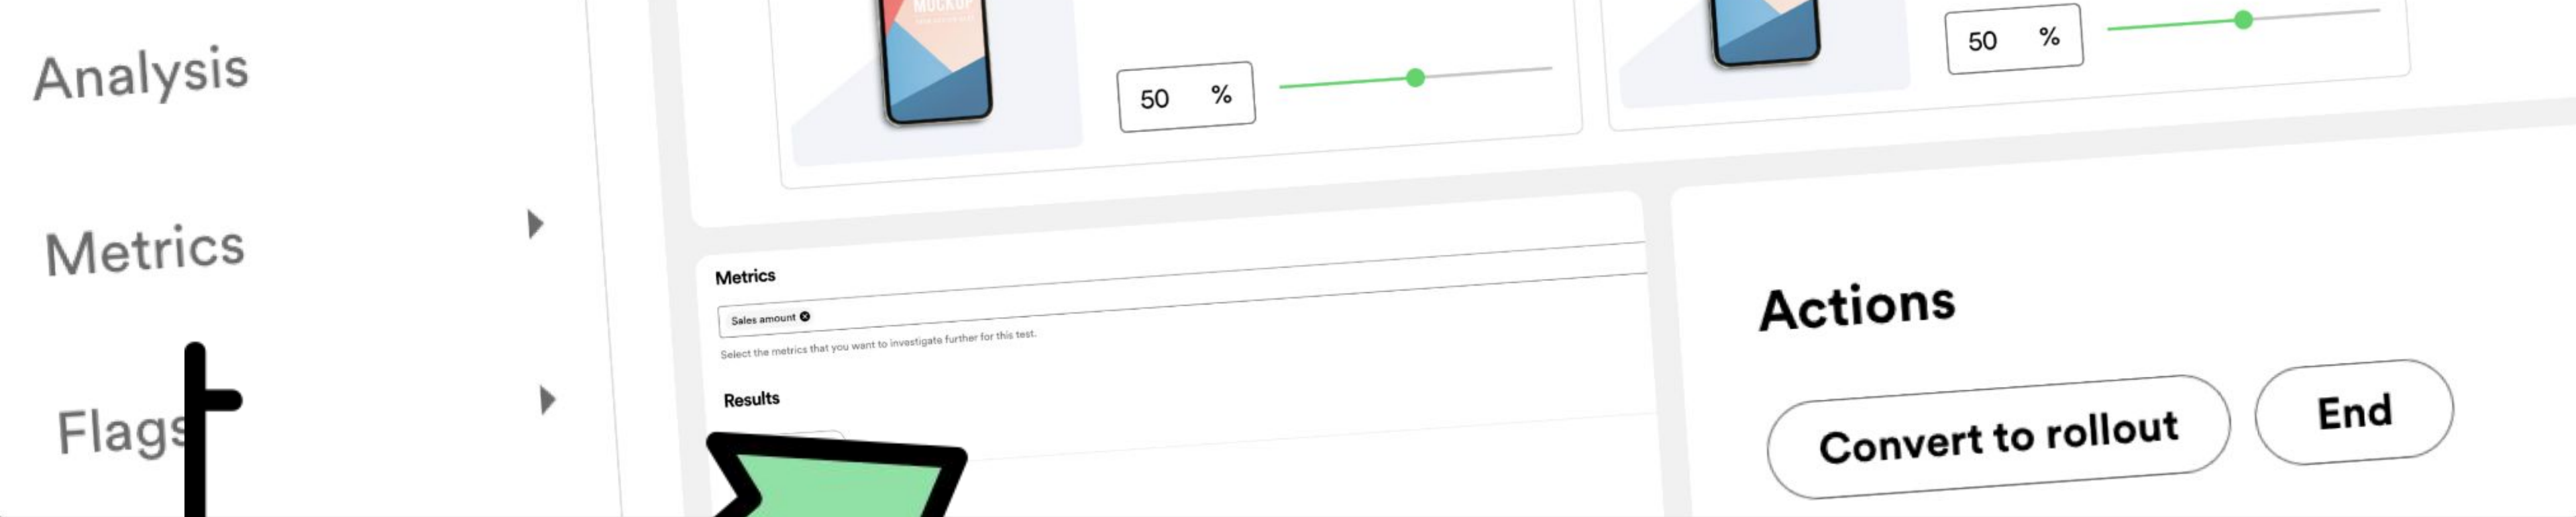 Analysis
Metrics
Flags
MOCKUP
50 %
50 %
Metrics
Sales amount
Select the metrics that you want to investigate further for this test.
Results
Actions
Convert to rollout
End